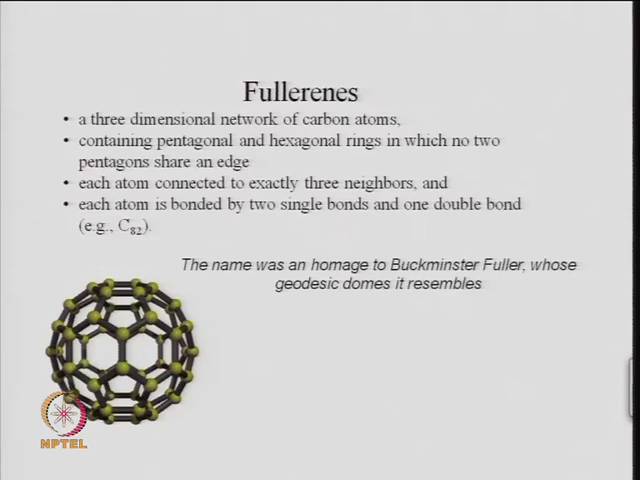 Fullerenes
• a three dimensional network of carbon atoms,
• containing pentagonal and hexagonal rings in which no two
pentagons share an edge
• each atom connected to exactly three neighbors, and
• each atom is bonded by two single bonds and one double bond
(e.g., C₈₂).
The name was an homage to Buckminster Fuller, whose
geodesic domes it resembles
NPTEL